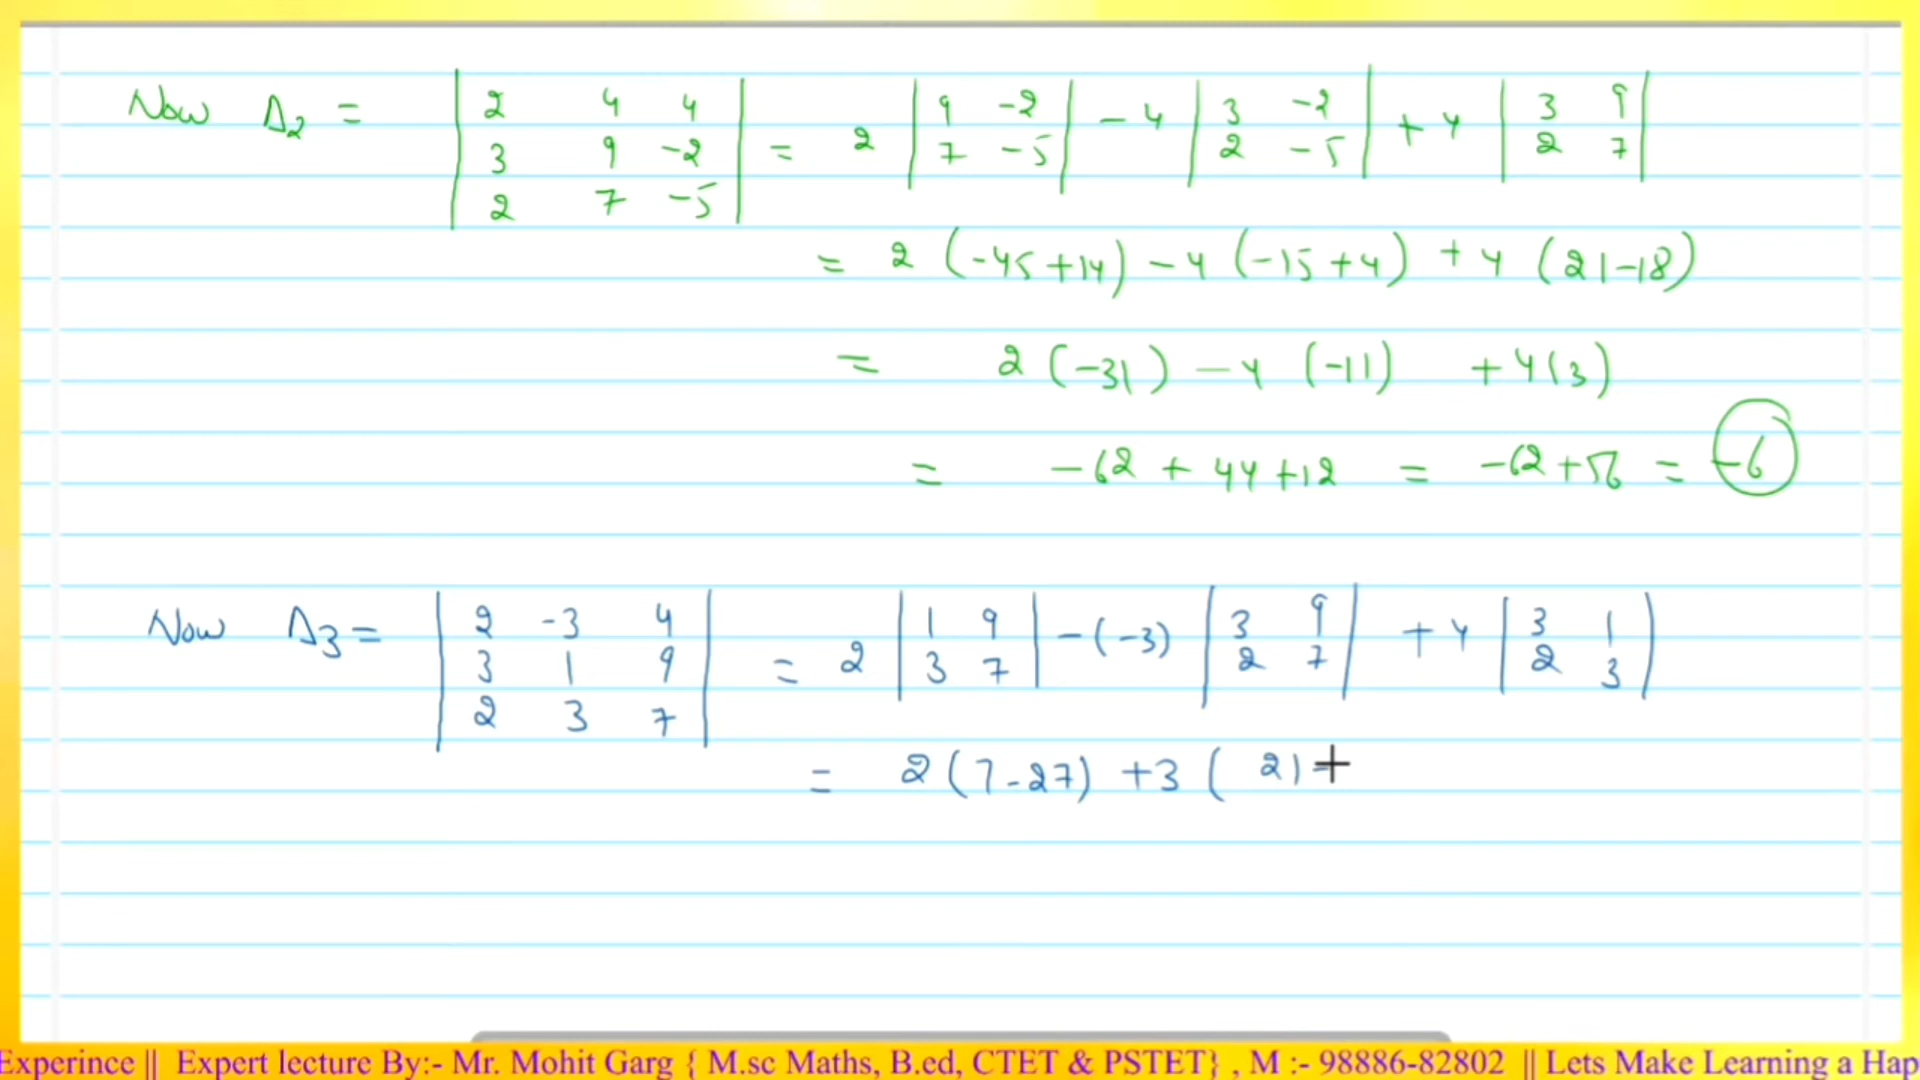 Now Δ2 = | 2 4 4 | = 2 | 9 -2 | - 4 | 3 -2 | + 4 | 3 9 |
| 3 9 -2 | | 7 -5 | | 2 -5 | | 2 7 |
| 2 7 -5 |
= 2 (-45+14) - 4 (-15+4) + 4 (21-18)
= 2 (-31) - 4 (-11) + 4(3)
= -62 + 44 +12 = -62+56 = -6
Now Δ3 = | 2 -3 4 | = 2 | 1 9 | - (-3) | 3 9 | + 4 | 3 1 |
| 3 1 9 | | 3 7 | | 2 7 | | 2 3 |
| 2 3 7 |
= 2 (7-27) +3 ( 21-
Experince || Expert lecture By:- Mr. Mohit Garg { M.sc Maths, B.ed, CTET & PSTET} , M :- 98886-82802 || Lets Make Learning a Hap